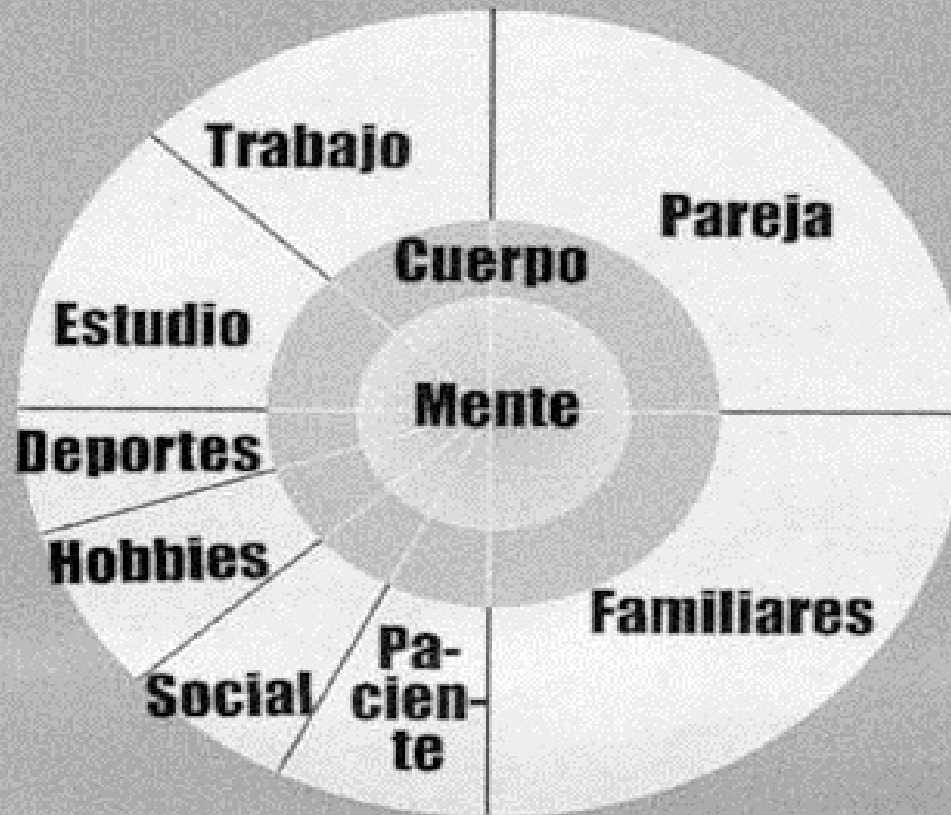 Trabajo
Pareja
Cuerpo
Estudio
Mente
Deportes
Hobbies
Familiares
Social
Pa-
cien-
te